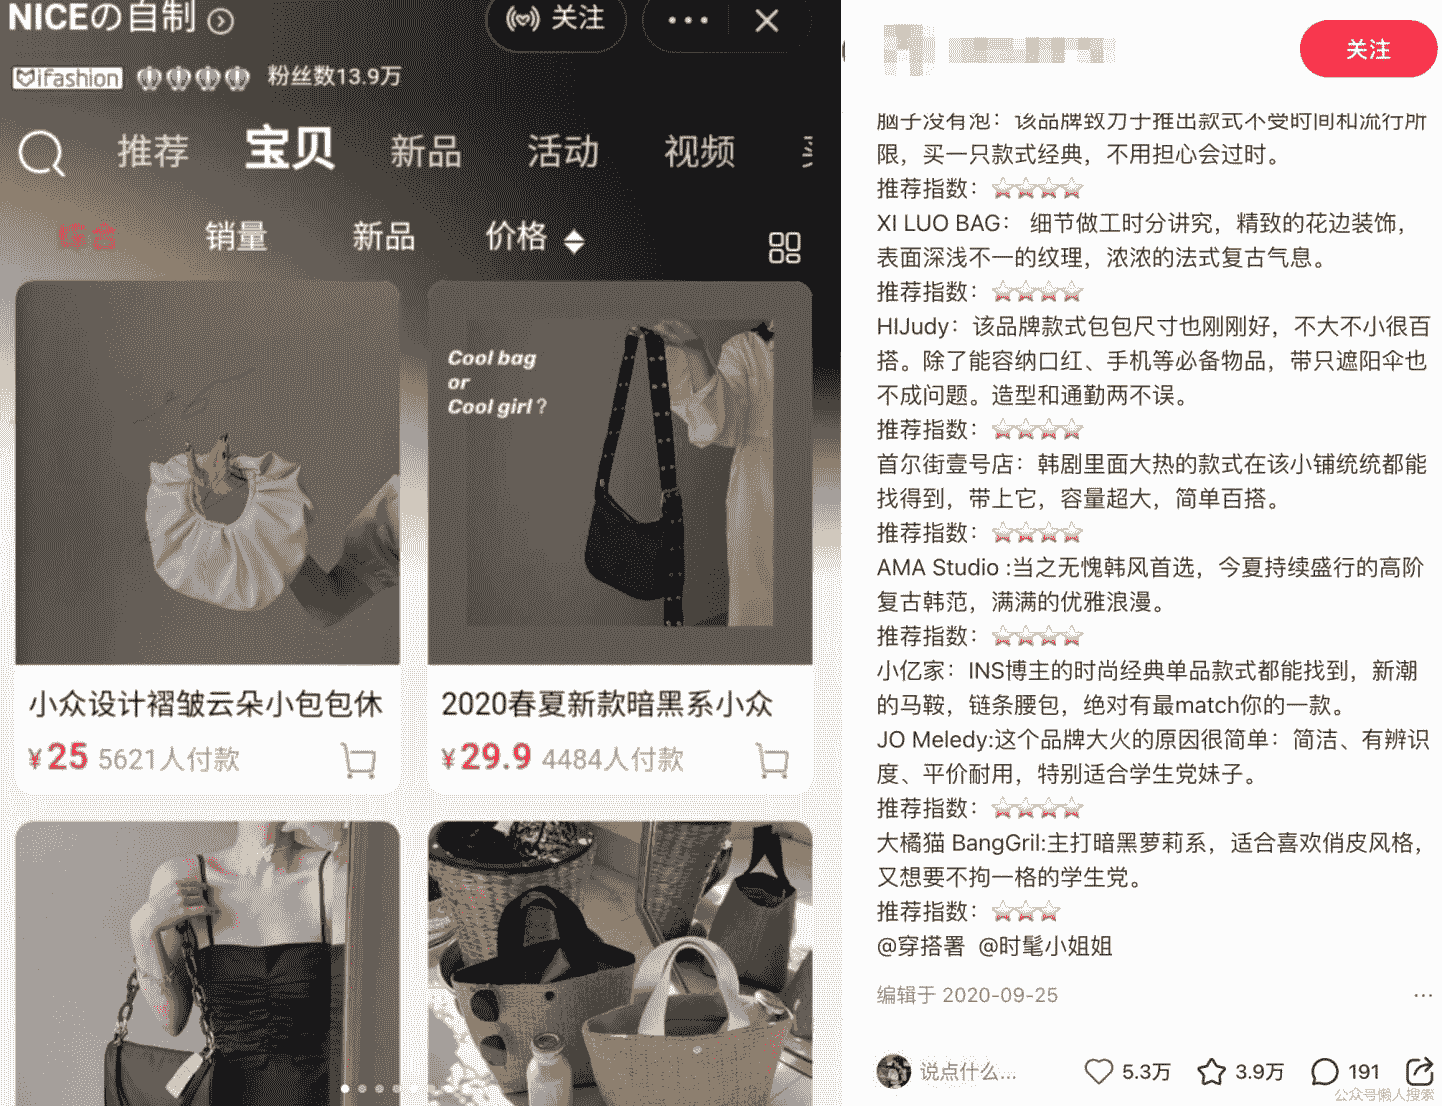 NICEの自制
关注
ifashion
粉丝数13.9万
推荐
宝贝
新品
活动
视频
销量
新品
价格
Cool bag
or
Cool girl ?
小众设计褶皱云朵小包包休
¥25 5621人付款
2020春夏新款暗黑系小众
¥29.9 4484人付款
关注
脑子没有泡：该品牌致力于推出款式不受时间和流行所
限，买一只款式经典，不用担心会过时。
推荐指数：
XI LUO BAG： 细节做工时分讲究，精致的花边装饰，
表面深浅不一的纹理，浓浓的法式复古气息。
推荐指数：
HIJudy：该品牌款式包包尺寸也刚刚好，不大不小很百
搭。除了能容纳口红、手机等必备物品，带只遮阳伞也
不成问题。造型和通勤两不误。
推荐指数：
首尔街壹号店：韩剧里面大热的款式在该小铺统统都能
找得到，带上它，容量超大，简单百搭。
推荐指数：
AMA Studio :当之无愧韩风首选，今夏持续盛行的高阶
复古韩范，满满的优雅浪漫。
推荐指数：
小亿家：INS博主的时尚经典单品款式都能找到，新潮
的马鞍，链条腰包，绝对有最match你的一款。
JO Meledy:这个品牌大火的原因很简单：简洁、有辨识
度、平价耐用，特别适合学生党妹子。
推荐指数：
大橘猫 BangGril:主打暗黑萝莉系，适合喜欢俏皮风格，
又想要不拘一格的学生党。
推荐指数：
@穿搭署 @时髦小姐姐
编辑于 2020-09-25
说点什么...
5.3万
3.9万
191
公众号懒人搜索